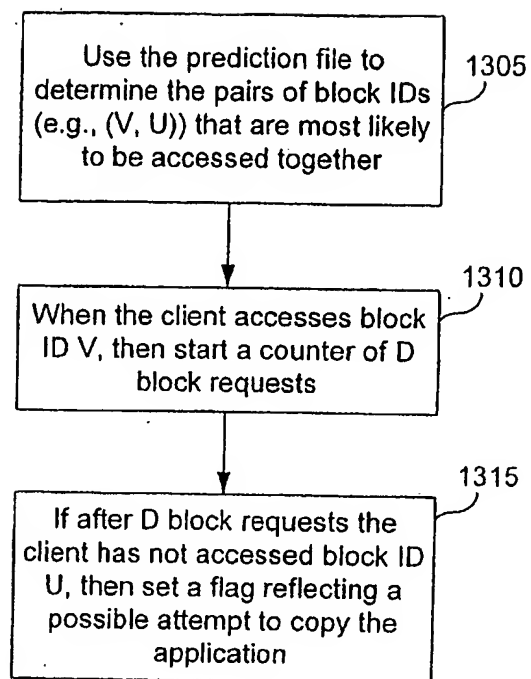 Use the prediction file to
determine the pairs of block IDs
(e.g., (V, U)) that are most likely
to be accessed together
1305
When the client accesses block
ID V, then start a counter of D
block requests
1310
If after D block requests the
client has not accessed block ID
U, then set a flag reflecting a
possible attempt to copy the
application
1315